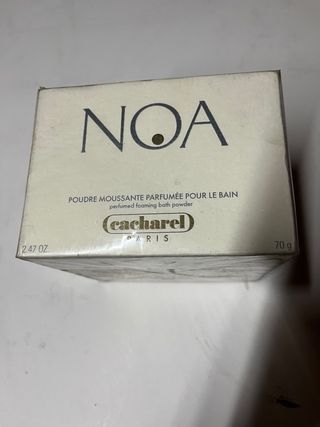 NOA
POUDRE MOUSSANTE PARFUMÉE POUR LE BAIN
perfumed foaming bath powder
cacharel
PARIS
2.47 OZ
70 g